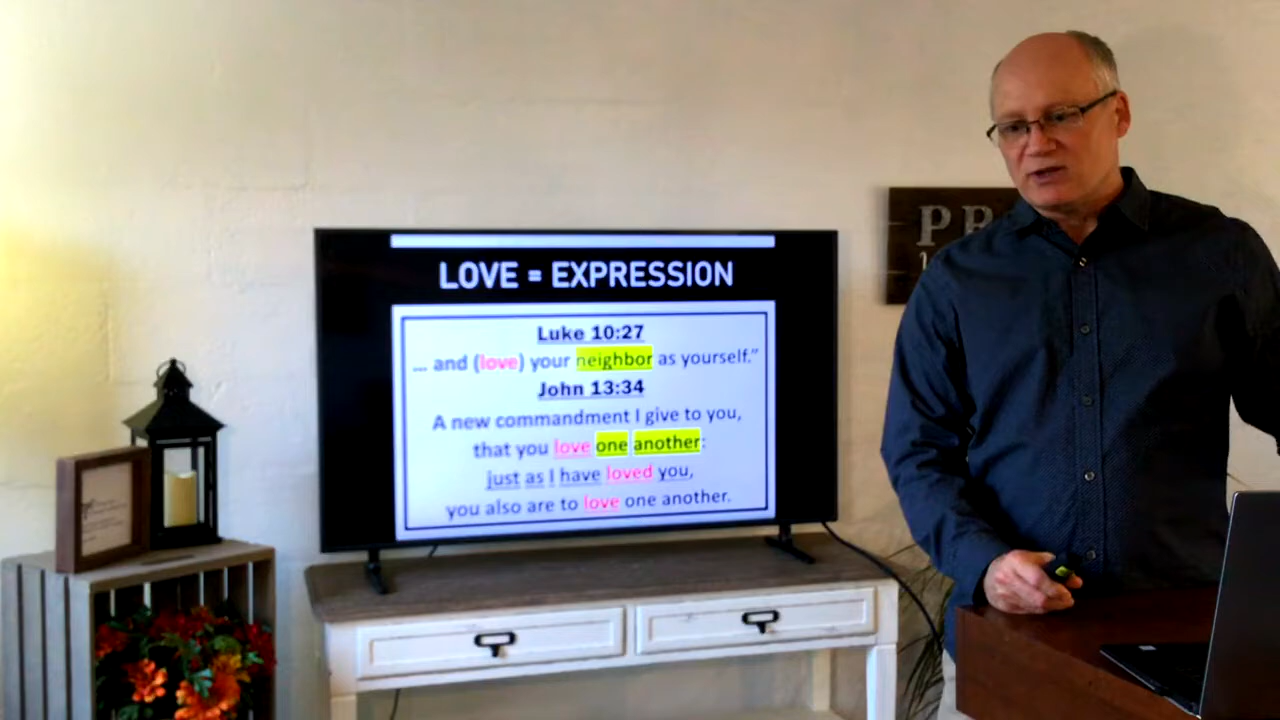 LOVE = EXPRESSION
Luke 10:27
... and (love) your neighbor as yourself.”
John 13:34
A new commandment I give to you,
that you love one another:
just as I have loved you,
you also are to love one another.
PR